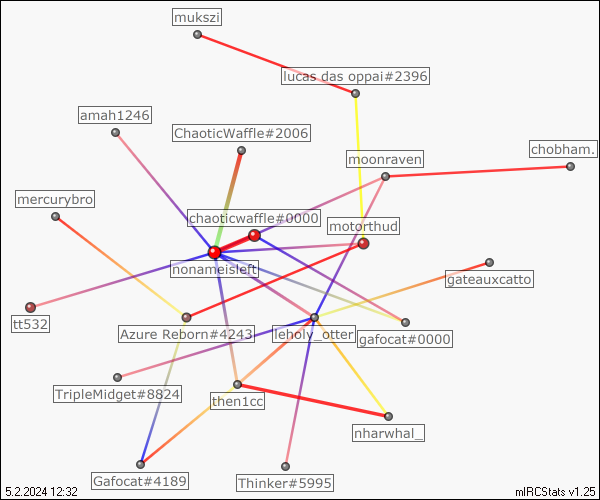 mukszi
lucas das oppai#2396
amah1246
ChaoticWaffle#2006
chobham.
moonraven
mercurybro
chaoticwaffle#0000
motorthud
nonameisleft
gateauxcatto
tt532
Azure Reborn#4243
leholy_otter
gafocat#0000
TripleMidget#8824
then1cc
nharwhal_
Gafocat#4189
Thinker#5995
5.2.2024 12:32
mIRCStats v1.25